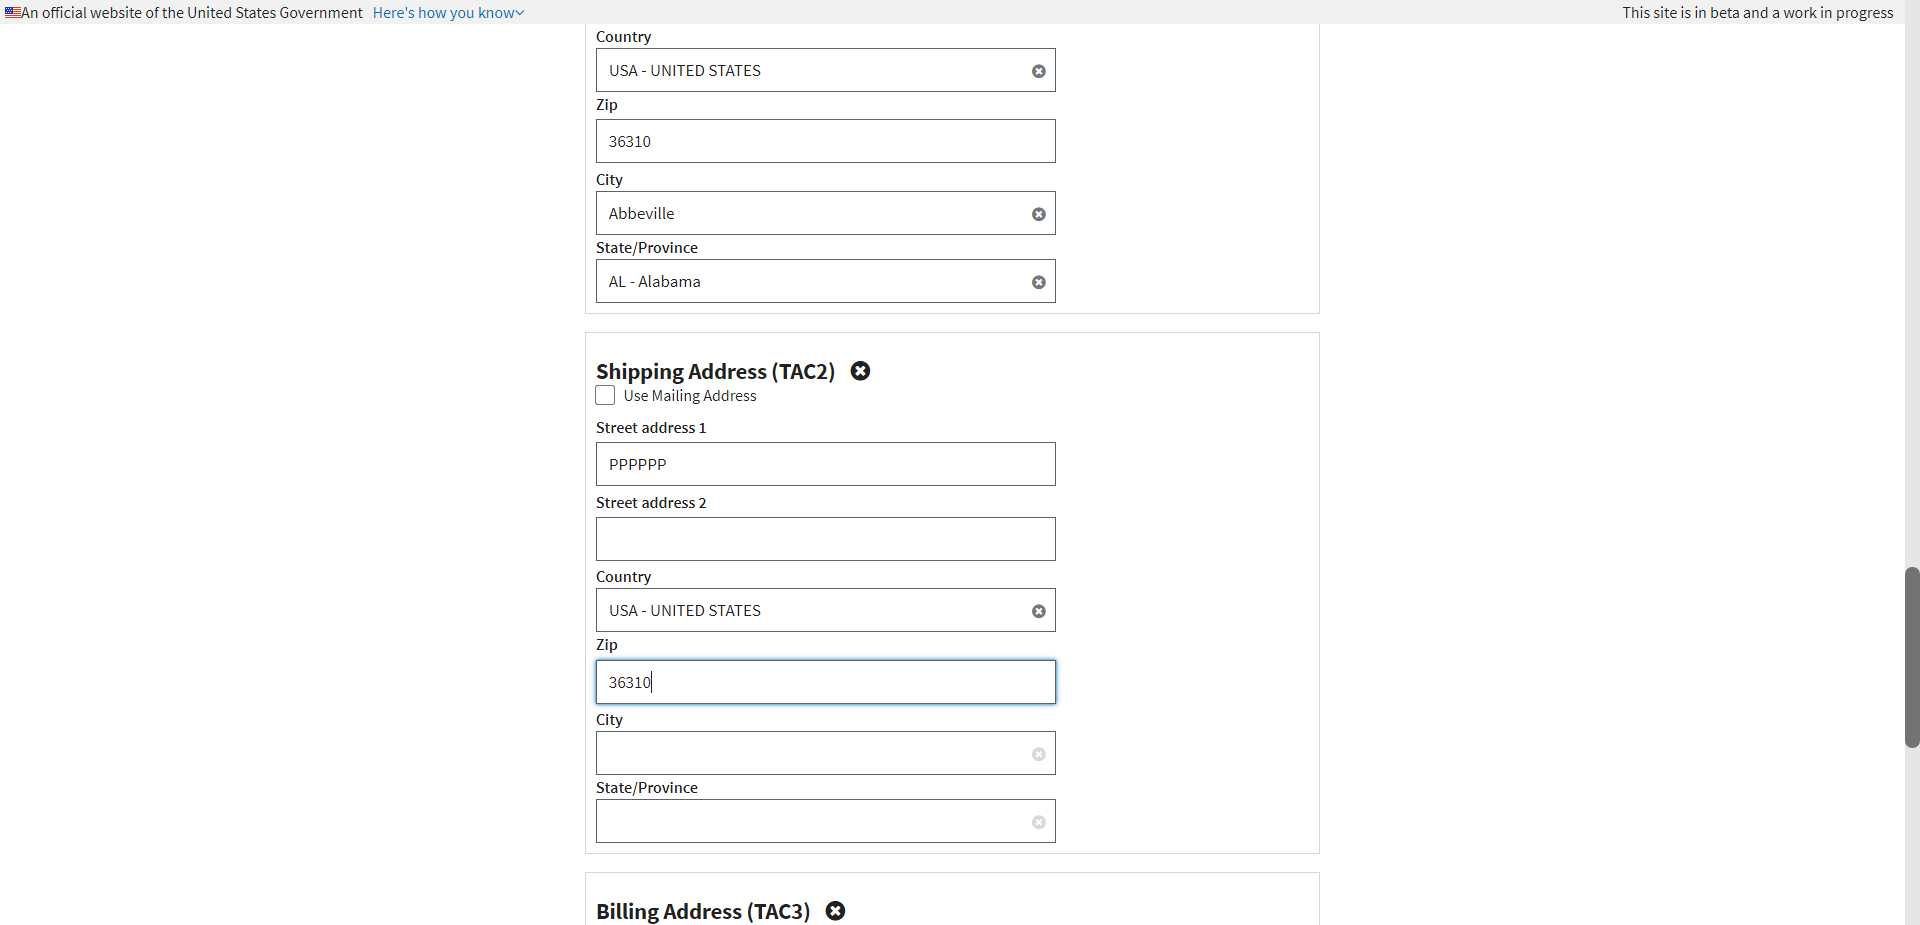 An official website of the United States Government Here's how you know
This site is in beta and a work in progress
Country
USA - UNITED STATES
Zip
36310
City
Abbeville
State/Province
AL - Alabama
Shipping Address (TAC2)
Use Mailing Address
Street address 1
PPPPPP
Street address 2
Country
USA - UNITED STATES
Zip
36310
City
State/Province
Billing Address (TAC3)